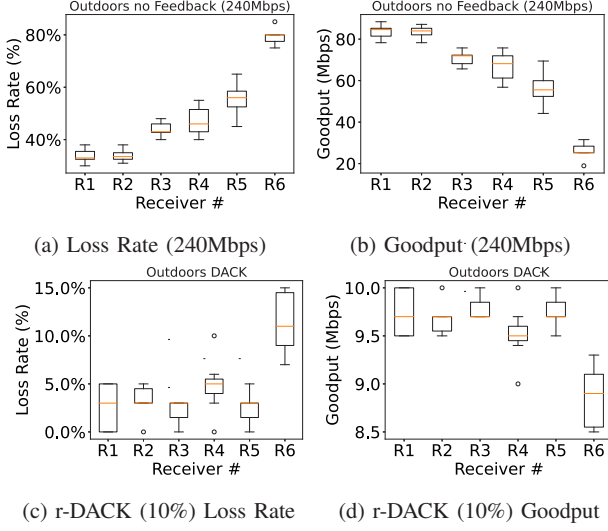 Outdoors no Feedback (240Mbps)
Loss Rate (%)
80%
60%
40%
R1 R2 R3 R4 R5 R6
Receiver #
(a) Loss Rate (240Mbps)
Outdoors no Feedback (240Mbps)
Goodput (Mbps)
80
60
40
20
R1 R2 R3 R4 R5 R6
Receiver #
(b) Goodput (240Mbps)
Outdoors DACK
Loss Rate (%)
15.0%
10.0%
5.0%
0.0%
R1 R2 R3 R4 R5 R6
Receiver #
(c) r-DACK (10%) Loss Rate
Outdoors DACK
Goodput (Mbps)
10.0
9.5
9.0
8.5
R1 R2 R3 R4 R5 R6
Receiver #
(d) r-DACK (10%) Goodput